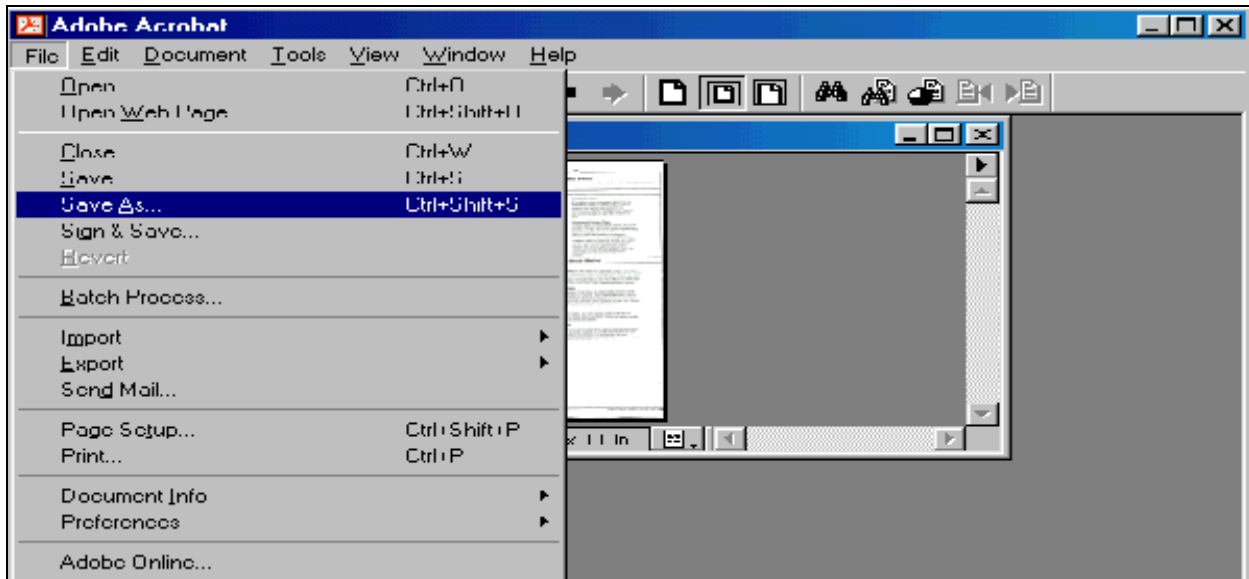 Adobe Acrobat
File Edit Document Tools View Window Help
Open Ctrl+O
Open Web Page Ctrl+Shift+O
Close Ctrl+W
Save Ctrl+S
Save As... Ctrl+Shift+S
Sign & Save...
Revert
Batch Process...
Import
Export
Send Mail...
Page Setup... Ctrl+Shift+P
Print... Ctrl+P
x 11 in
Document Info
Preferences
Adobe Online...